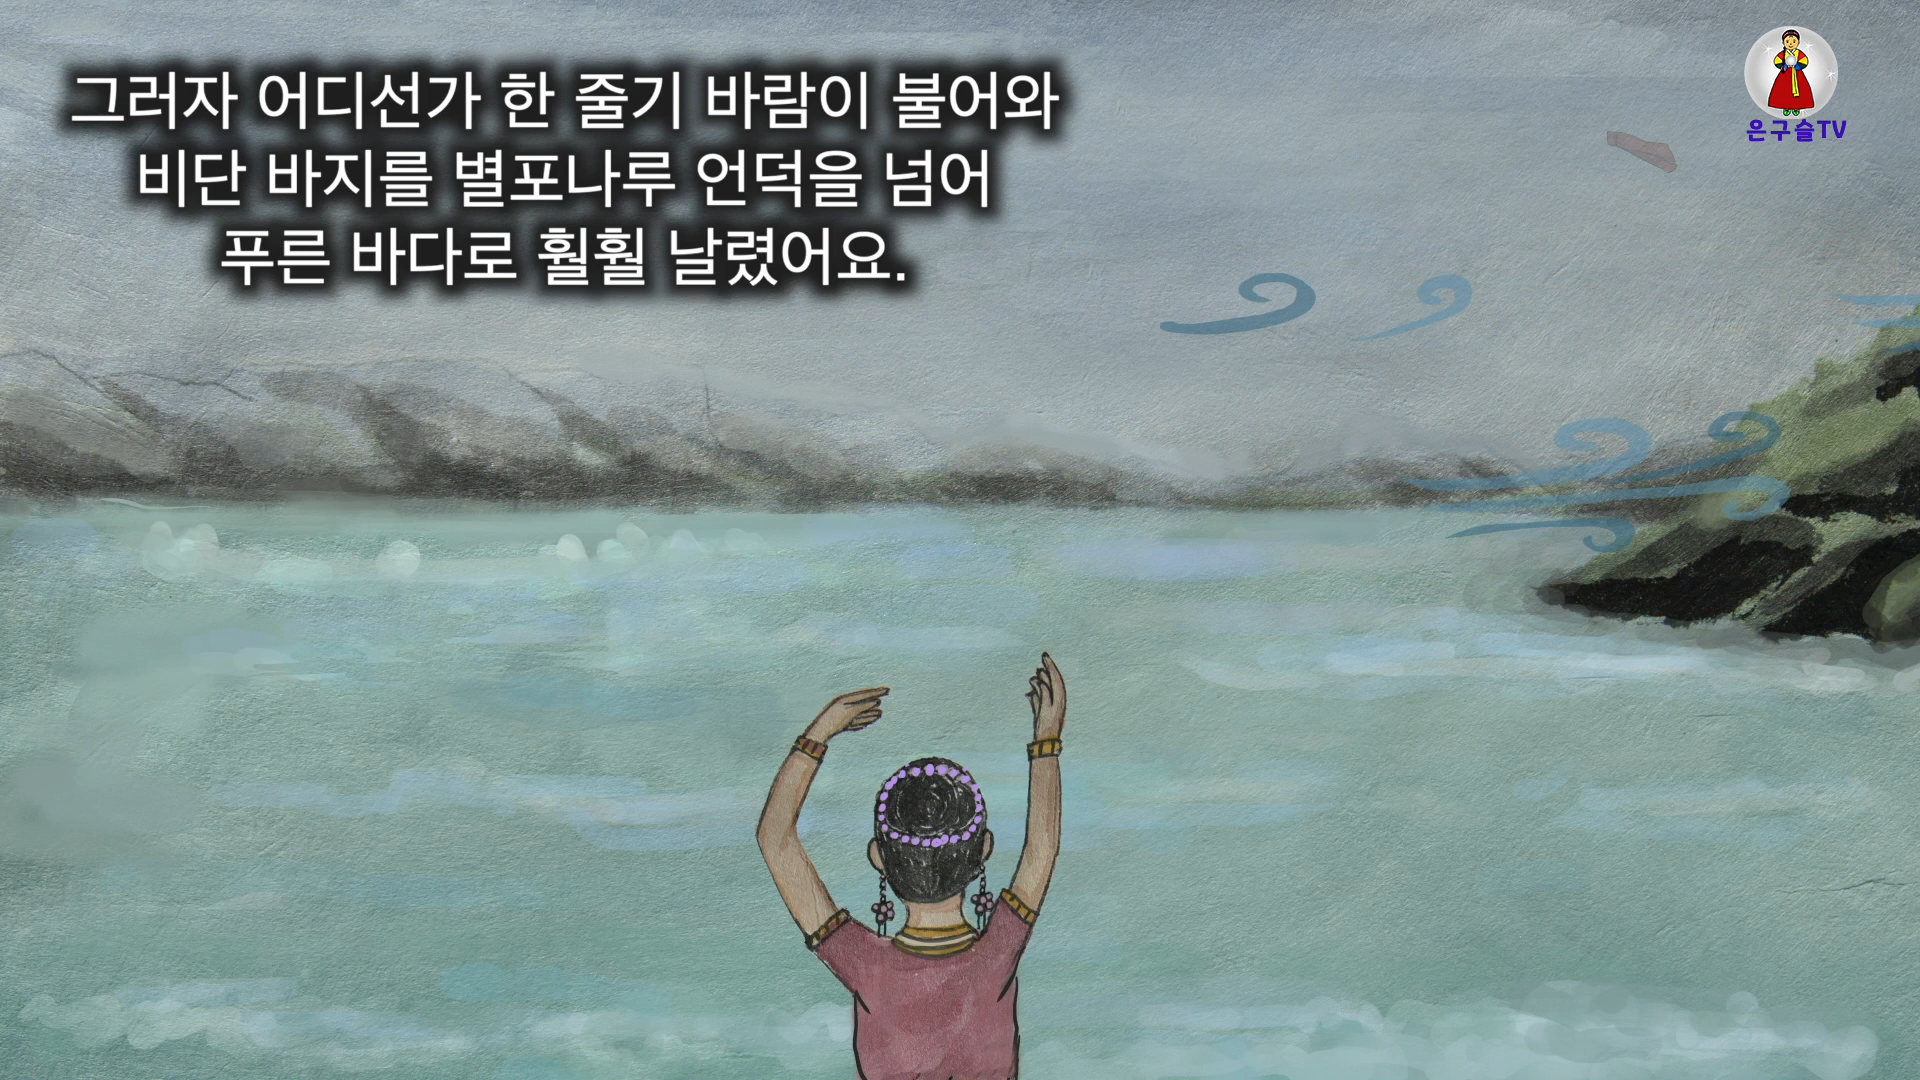 그러자 어디선가 한 줄기 바람이 불어와
비단 바지를 별포나루 언덕을 넘어
푸른 바다로 훨훨 날렸어요.
은구슬TV